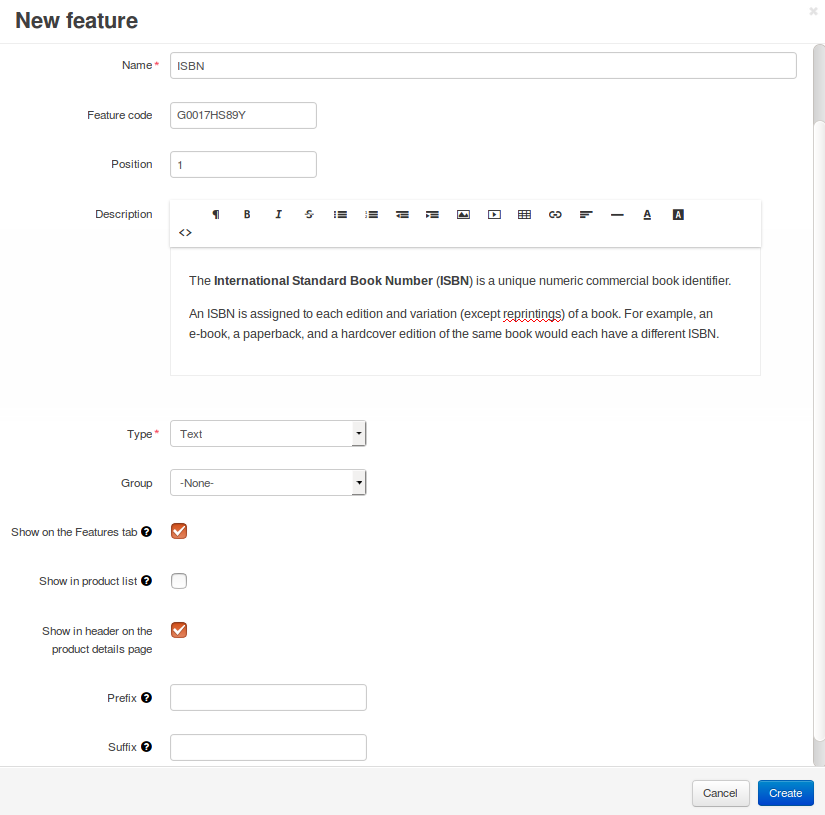 New feature
×
Name*
ISBN
Feature code
G0017HS89Y
Position
1
Description
¶ B I S A A
<>
The International Standard Book Number (ISBN) is a unique numeric commercial book identifier.
An ISBN is assigned to each edition and variation (except reprintings) of a book. For example, an
e-book, a paperback, and a hardcover edition of the same book would each have a different ISBN.
Type*
Text
Group
-None-
Show on the Features tab ?
Show in product list ?
Show in header on the
product details page
Prefix ?
Suffix ?
Cancel
Create